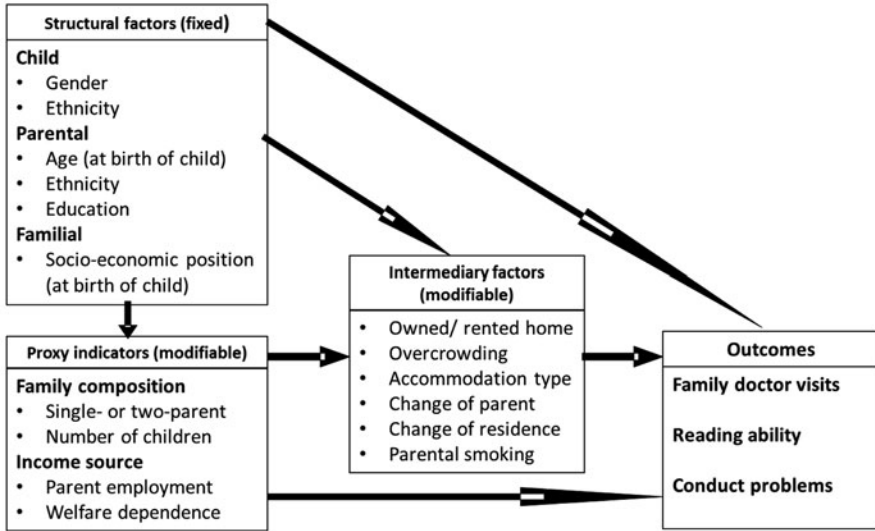 Structural factors (fixed)
Child
• Gender
• Ethnicity
Parental
• Age (at birth of child)
• Ethnicity
• Education
Familial
• Socio-economic position
(at birth of child)
Proxy indicators (modifiable)
Family composition
• Single- or two-parent
• Number of children
Income source
• Parent employment
• Welfare dependence
Intermediary factors
(modifiable)
• Owned/ rented home
• Overcrowding
• Accommodation type
• Change of parent
• Change of residence
• Parental smoking
Outcomes
Family doctor visits
Reading ability
Conduct problems